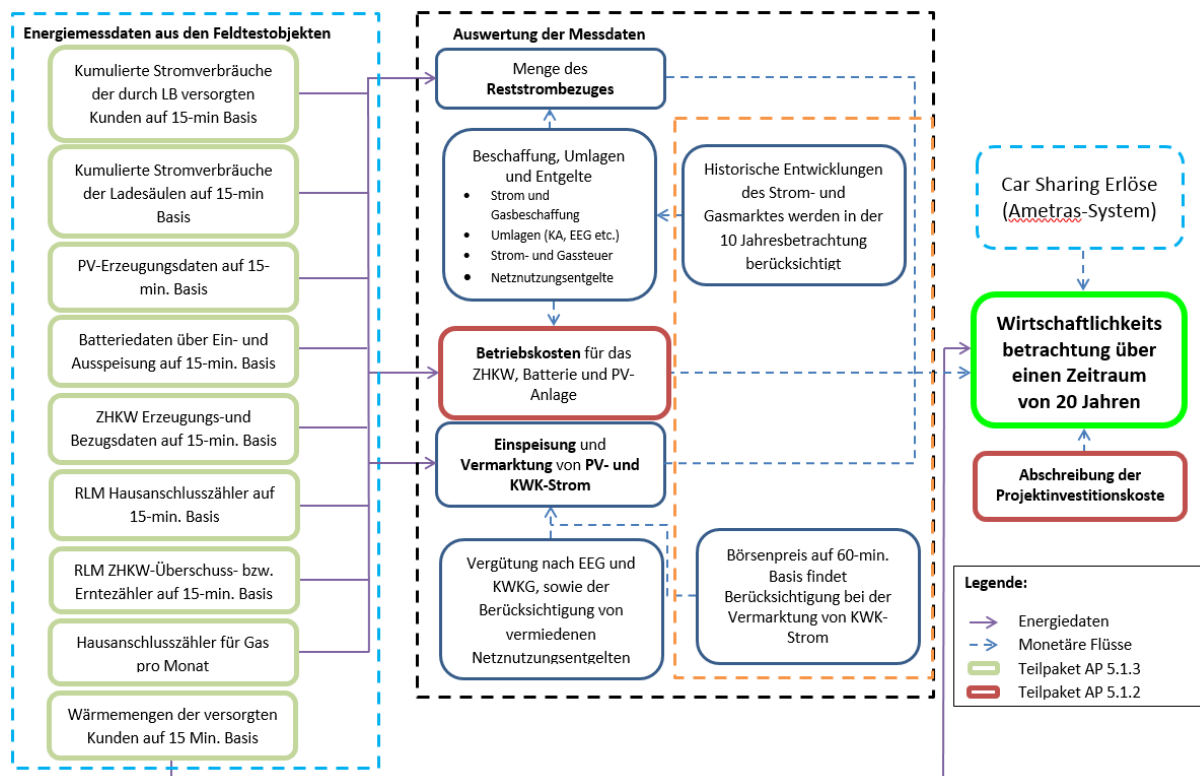 Energiemessdaten aus den Feldtestobjekten
Kumulierte Stromverbräuche
der durch LB versorgten
Kunden auf 15-min Basis
Kumulierte Stromverbräuche
der Ladesäulen auf 15-min
Basis
PV-Erzeugungsdaten auf 15-
min. Basis
Batteriedaten über Ein- und
Ausspeisung auf 15-min. Basis
ZHKW Erzeugungs-und
Bezugsdaten auf 15-min. Basis
RLM Hausanschlusszähler auf
15-min. Basis
RLM ZHKW-Überschuss- bzw.
Erntezähler auf 15-min. Basis
Hausanschlusszähler für Gas
pro Monat
Wärmemengen der versorgten
Kunden auf 15 Min. Basis
Auswertung der Messdaten
Menge des
Reststrombezuges
Beschaffung, Umlagen
und Entgelte
• Strom und
Gasbeschaffung
• Umlagen (KA, EEG etc.)
• Strom- und Gassteuer
• Netznutzungsentgelte
Historische Entwicklungen
des Strom- und
Gasmarktes werden in der
10 Jahresbetrachtung
berücksichtigt
Betriebskosten für das
ZHKW, Batterie und PV-
Anlage
Einspeisung und
Vermarktung von PV- und
KWK-Strom
Vergütung nach EEG und
KWKG, sowie der
Berücksichtigung von
vermiedenen
Netznutzungsentgelten
Börsenpreis auf 60-min.
Basis findet
Berücksichtigung bei der
Vermarktung von KWK-
Strom
Car Sharing Erlöse
(Ametras-System)
Wirtschaftlichkeits
betrachtung über
einen Zeitraum
von 20 Jahren
Abschreibung der
Projektinvestitionskoste
Legende:
Energiedaten
Monetäre Flüsse
Teilpaket AP 5.1.3
Teilpaket AP 5.1.2